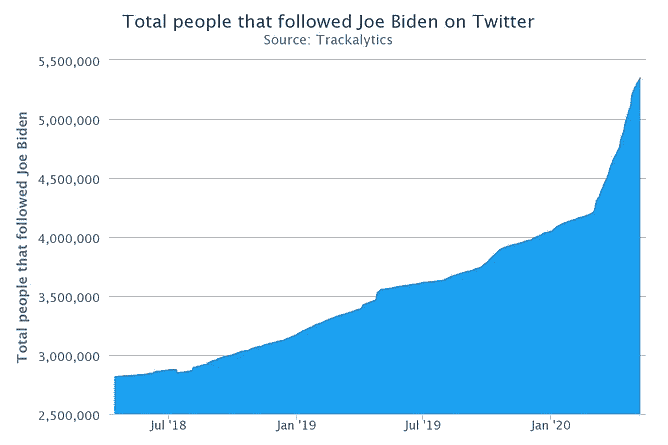 Total people that followed Joe Biden on Twitter
Source: Trackalytics
Total people that followed Joe Biden
5,500,000
5,000,000
4,500,000
4,000,000
3,500,000
3,000,000
2,500,000
Jul '18
Jan '19
Jul '19
Jan '20